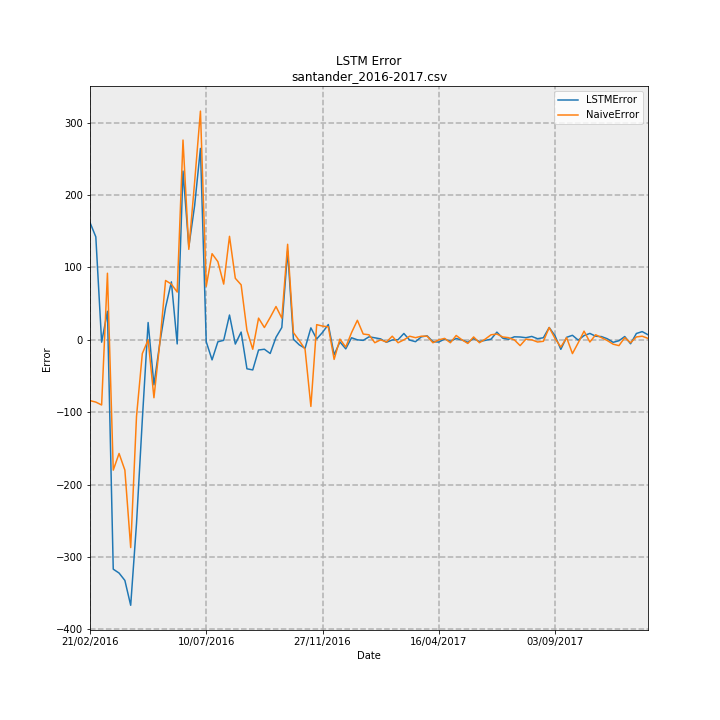 LSTM Error
santander_2016-2017.csv
LSTMError
NaiveError
300
200
100
0
−100
−200
−300
−400
Error
21/02/2016 10/07/2016 27/11/2016 16/04/2017 03/09/2017
Date